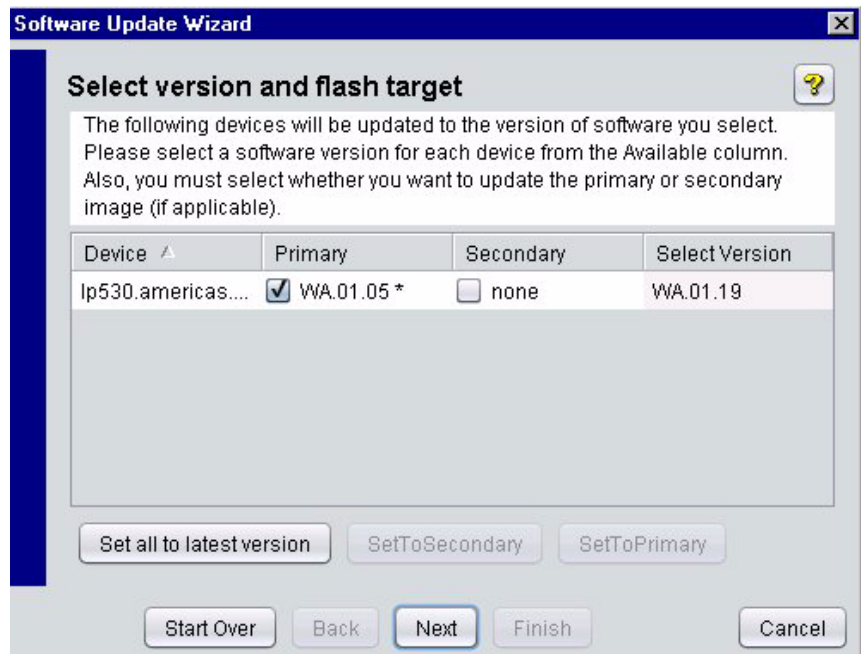 Software Update Wizard
Select version and flash target
The following devices will be updated to the version of software you select.
Please select a software version for each device from the Available column.
Also, you must select whether you want to update the primary or secondary
image (if applicable).
Device Primary Secondary Select Version
lp530.americas.... WA.01.05 * none WA.01.19
Set all to latest version SetToSecondary SetToPrimary
Start Over Back Next Finish Cancel